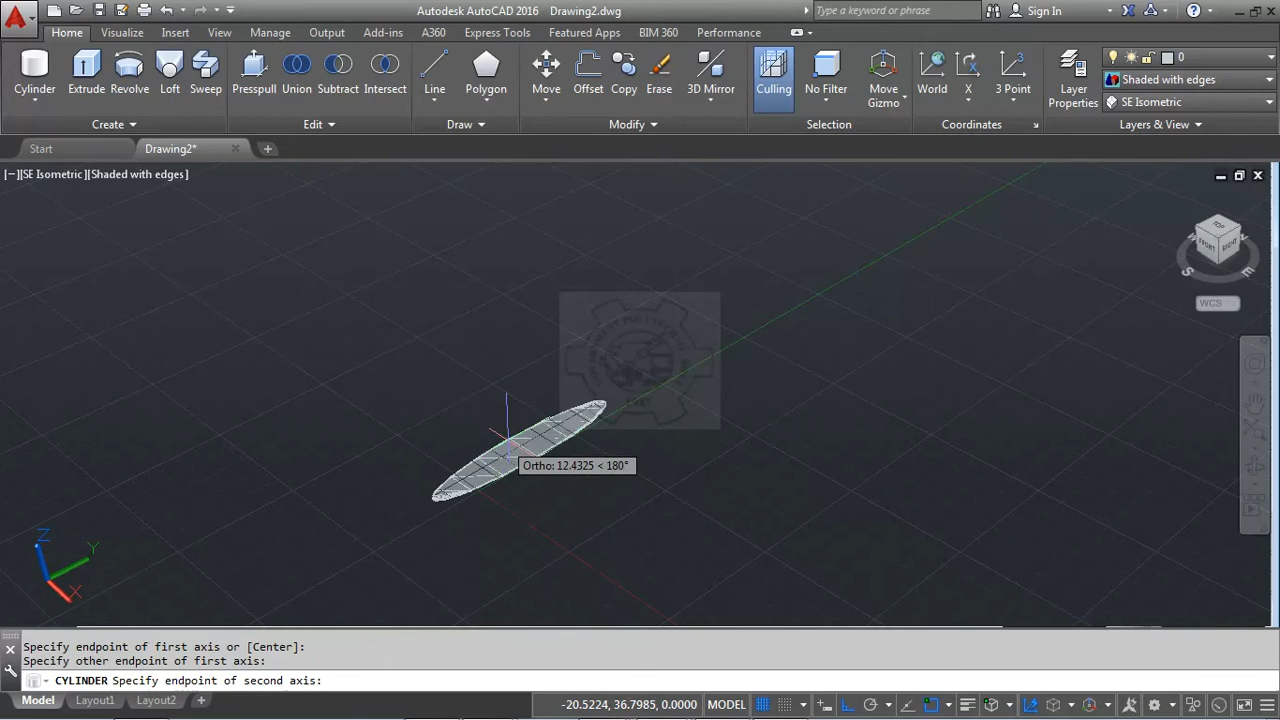 Autodesk AutoCAD 2016 Drawing2.dwg
Type a keyword or phrase
Sign In
Home Visualize Insert View Manage Output Add-ins A360 Express Tools Featured Apps BIM 360 Performance
Cylinder Extrude Revolve Loft Sweep Presspull Union Subtract Intersect Line Polygon Move Offset Copy Erase 3D Mirror Culling No Filter Move Gizmo World X 3 Point Layer Properties
0
Shaded with edges
SE Isometric
Create Edit Draw Modify Selection Coordinates Layers & View
Start Drawing2*
[−][SE Isometric][Shaded with edges]
TOP
FRONT RIGHT
S E
WCS
Ortho: 12.4325 < 180°
Z
Y
X
Specify endpoint of first axis or [Center]:
Specify other endpoint of first axis:
CYLINDER Specify endpoint of second axis:
Model Layout1 Layout2 +
-20.5224, 36.7985, 0.0000 MODEL